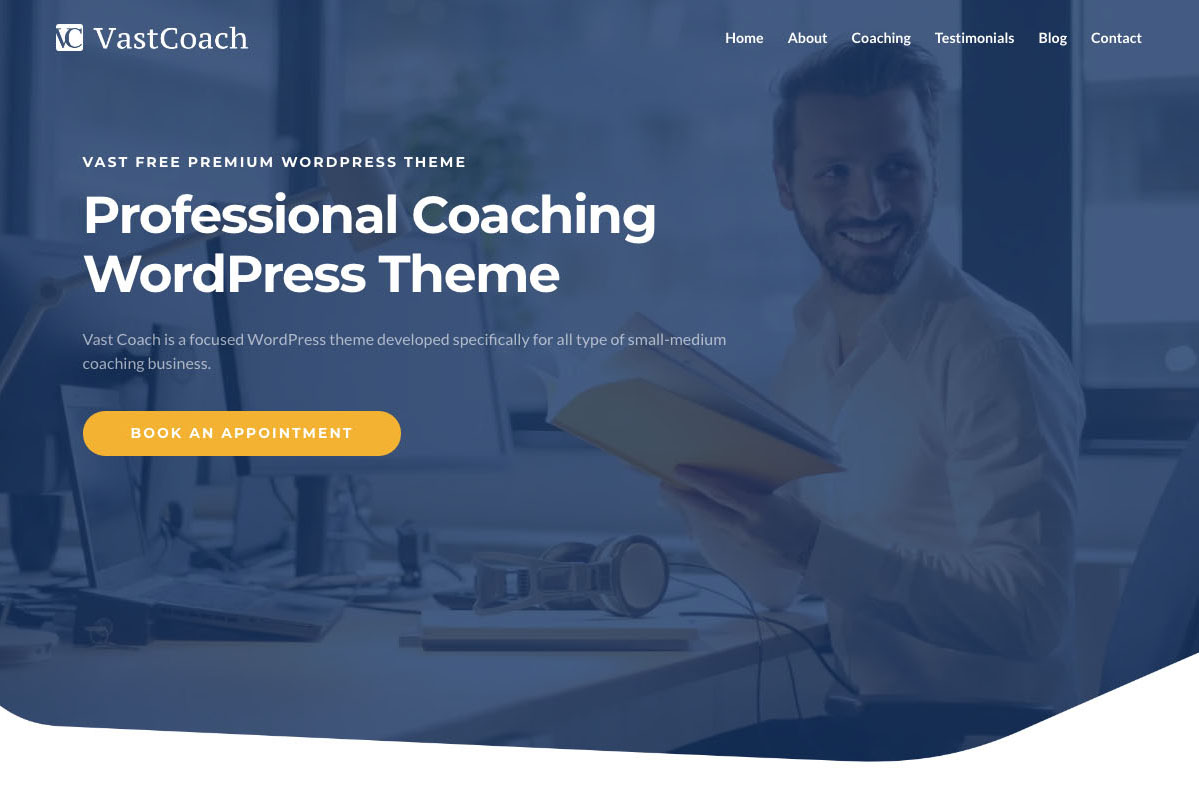 VC VastCoach
Home About Coaching Testimonials Blog Contact
VAST FREE PREMIUM WORDPRESS THEME
Professional Coaching
WordPress Theme
Vast Coach is a focused WordPress theme developed specifically for all type of small-medium
coaching business.
BOOK AN APPOINTMENT